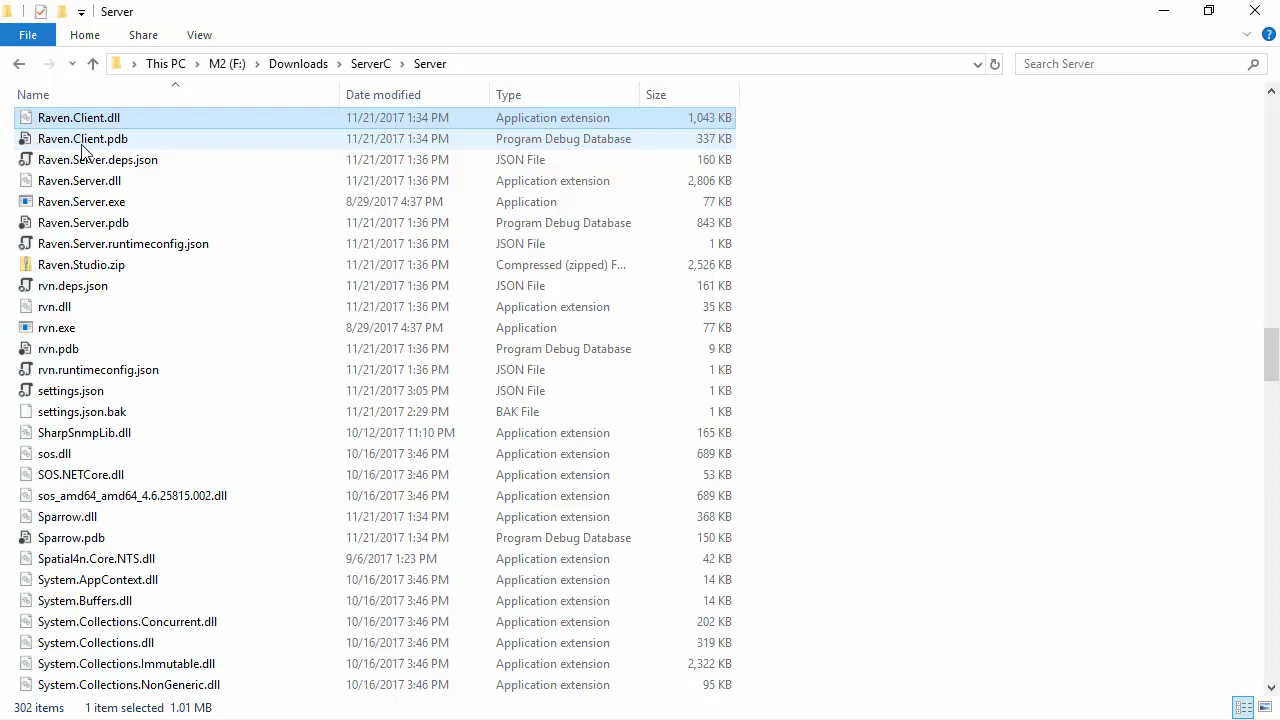 Server
File Home Share View
This PC M2 (F:) Downloads ServerC Server Search Server
Name Date modified Type Size
Raven.Client.dll 11/21/2017 1:34 PM Application extension 1,043 KB
Raven.Client.pdb 11/21/2017 1:34 PM Program Debug Database 337 KB
Raven.Server.deps.json 11/21/2017 1:36 PM JSON File 160 KB
Raven.Server.dll 11/21/2017 1:36 PM Application extension 2,806 KB
Raven.Server.exe 8/29/2017 4:37 PM Application 77 KB
Raven.Server.pdb 11/21/2017 1:36 PM Program Debug Database 843 KB
Raven.Server.runtimeconfig.json 11/21/2017 1:36 PM JSON File 1 KB
Raven.Studio.zip 11/21/2017 1:36 PM Compressed (zipped) F... 2,526 KB
rvn.deps.json 11/21/2017 1:36 PM JSON File 161 KB
rvn.dll 11/21/2017 1:36 PM Application extension 35 KB
rvn.exe 8/29/2017 4:37 PM Application 77 KB
rvn.pdb 11/21/2017 1:36 PM Program Debug Database 9 KB
rvn.runtimeconfig.json 11/21/2017 1:36 PM JSON File 1 KB
settings.json 11/21/2017 3:05 PM JSON File 1 KB
settings.json.bak 11/21/2017 2:29 PM BAK File 1 KB
SharpSnmpLib.dll 10/12/2017 11:10 PM Application extension 165 KB
sos.dll 10/16/2017 3:46 PM Application extension 689 KB
SOS.NETCore.dll 10/16/2017 3:46 PM Application extension 53 KB
sos_amd64_amd64_4.6.25815.002.dll 10/16/2017 3:46 PM Application extension 689 KB
Sparrow.dll 11/21/2017 1:34 PM Application extension 368 KB
Sparrow.pdb 11/21/2017 1:34 PM Program Debug Database 150 KB
Spatial4n.Core.NTS.dll 9/6/2017 1:23 PM Application extension 42 KB
System.AppContext.dll 10/16/2017 3:46 PM Application extension 14 KB
System.Buffers.dll 10/16/2017 3:46 PM Application extension 14 KB
System.Collections.Concurrent.dll 10/16/2017 3:46 PM Application extension 202 KB
System.Collections.dll 10/16/2017 3:46 PM Application extension 319 KB
System.Collections.Immutable.dll 10/16/2017 3:46 PM Application extension 2,322 KB
System.Collections.NonGeneric.dll 10/16/2017 3:46 PM Application extension 95 KB
302 items 1 item selected 1.01 MB